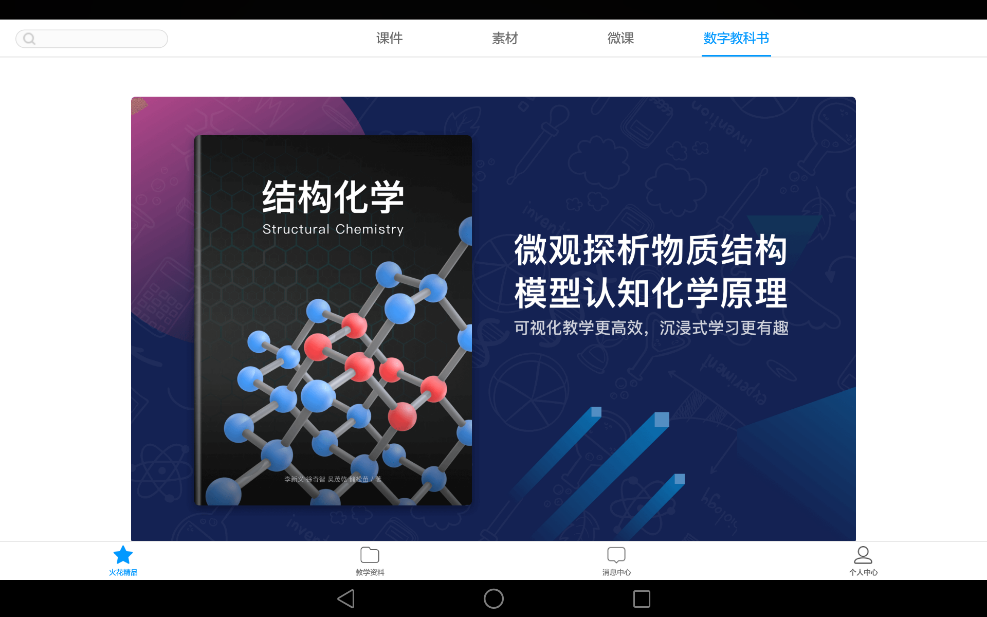 课件
素材
微课
数字教科书
结构化学
Structural Chemistry
微观探析物质结构
模型认知化学原理
可视化教学更高效，沉浸式学习更有趣
火花精品
教学资料
消息中心
个人中心